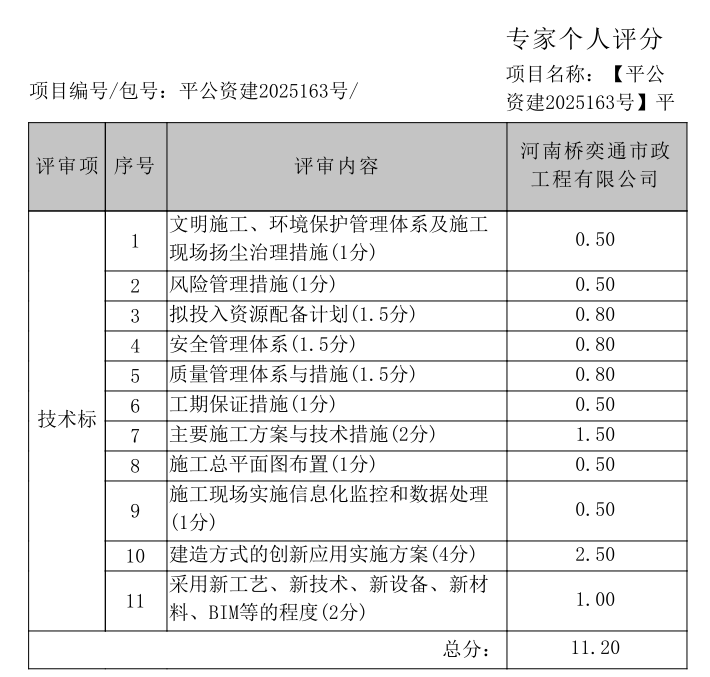 专家个人评分
项目编号/包号: 平公资建2025163号/
项目名称: 【平公
资建2025163号】平
评审项 序号 评审内容 河南桥奕通市政
工程有限公司
技术标
1 文明施工、环境保护管理体系及施工
现场扬尘治理措施(1分) 0.50
2 风险管理措施(1分) 0.50
3 拟投入资源配备计划(1.5分) 0.80
4 安全管理体系(1.5分) 0.80
5 质量管理体系与措施(1.5分) 0.80
6 工期保证措施(1分) 0.50
7 主要施工方案与技术措施(2分) 1.50
8 施工总平面图布置(1分) 0.50
9 施工现场实施信息化监控和数据处理
(1分) 0.50
10 建造方式的创新应用实施方案(4分) 2.50
11 采用新工艺、新技术、新设备、新材
料、BIM等的程度(2分) 1.00
总分: 11.20